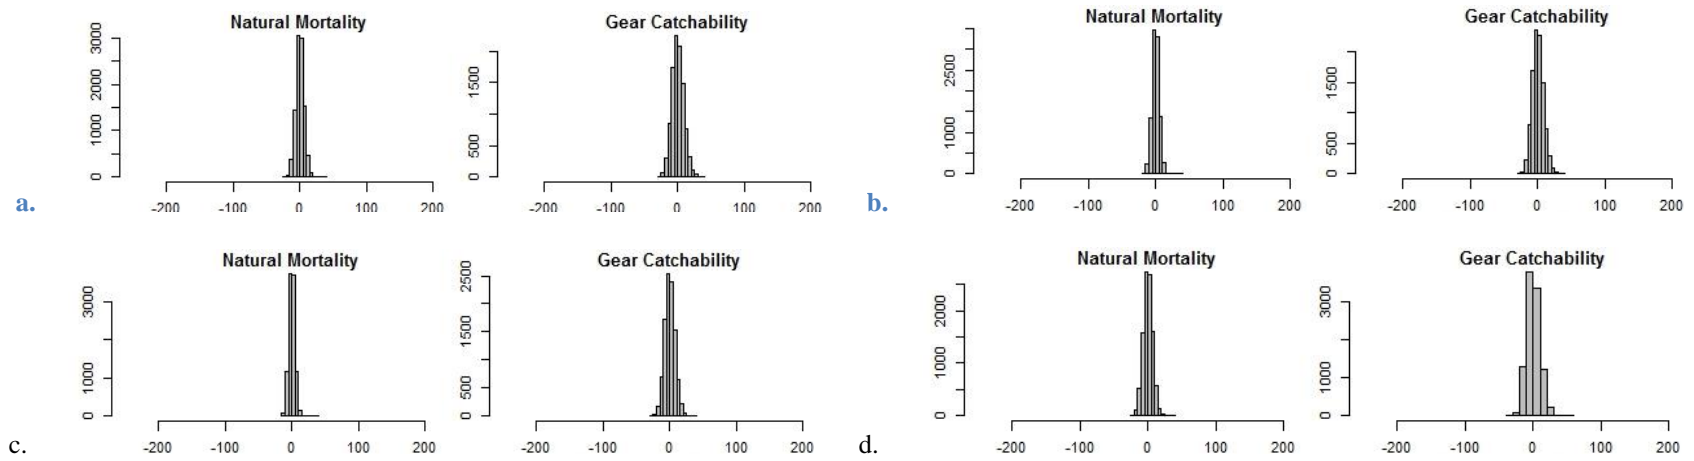 Natural Mortality
Gear Catchability
0 1000 2000 3000
0 500 1500
-200 -100 0 100 200
-200 -100 0 100 200
a.
Natural Mortality
Gear Catchability
0 1000 2500
0 500 1500
-200 -100 0 100 200
-200 -100 0 100 200
b.
Natural Mortality
Gear Catchability
0 1000 3000
0 500 1500 2500
-200 -100 0 100 200
-200 -100 0 100 200
c.
Natural Mortality
Gear Catchability
0 1000 2000
0 1000 3000
-200 -100 0 100 200
-200 -100 0 100 200
d.